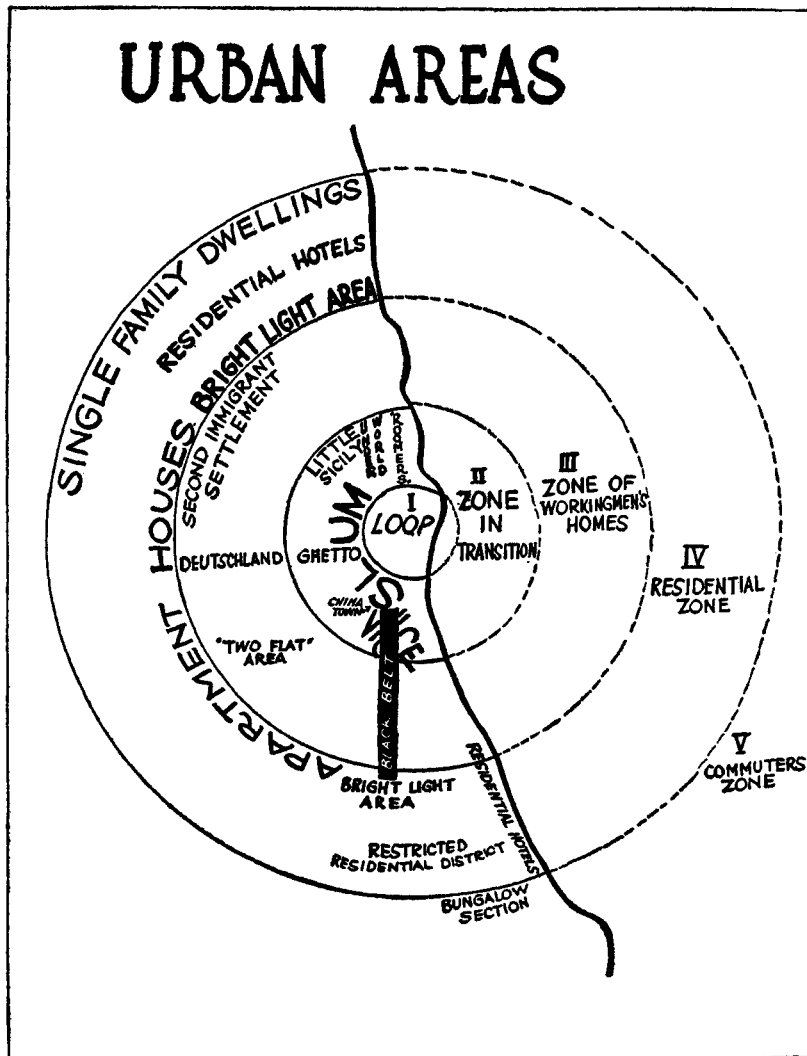 URBAN AREAS
SINGLE FAMILY DWELLINGS
RESIDENTIAL HOTELS
BRIGHT LIGHT AREA
SECOND IMMIGRANT
SETTLEMENT
APARTMENT HOUSES
LITTLE
SICILY
UNDER
WORLD
ROOMERS
I
LOOP
II
ZONE
IN
TRANSITION
III
ZONE OF
WORKINGMEN'S
HOMES
IV
RESIDENTIAL
ZONE
V
COMMUTERS
ZONE
DEUTSCHLAND
GHETTO
SLUM
CHINA
TOWN
VICE
"TWO FLAT"
AREA
BLACK BELT
BRIGHT LIGHT
AREA
RESIDENTIAL HOTELS
RESTRICTED
RESIDENTIAL DISTRICT
BUNGALOW
SECTION